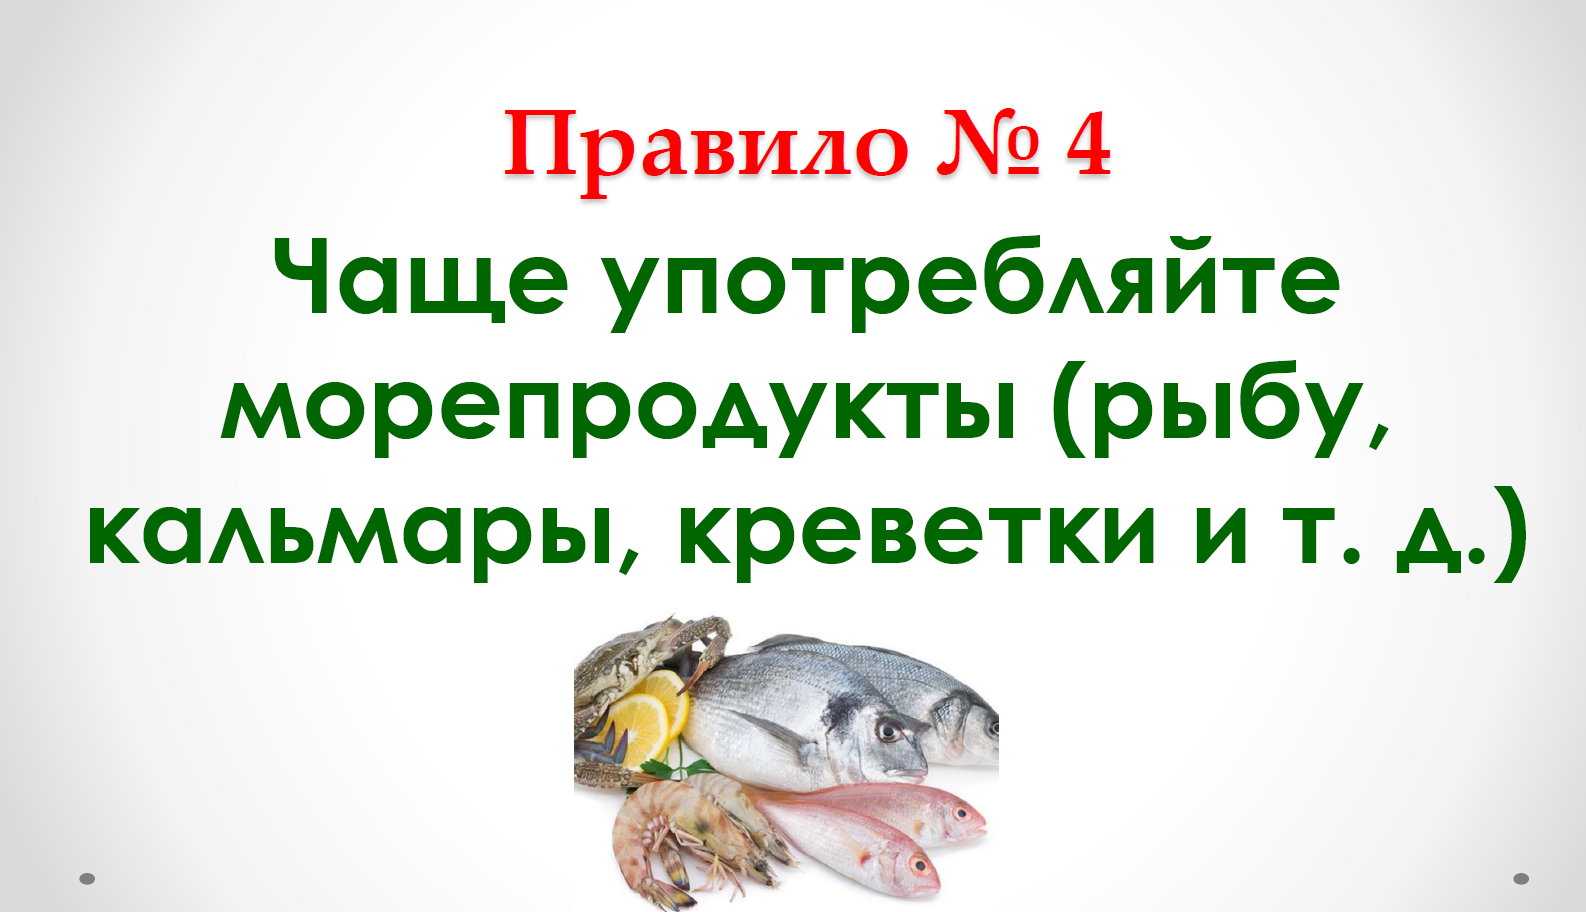 Правило № 4
Чаще употребляйте
морепродукты (рыбу,
кальмары, креветки и т. д.)